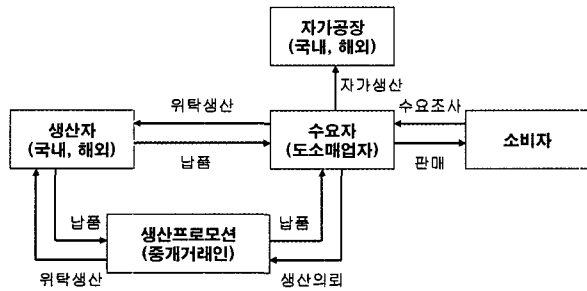 자가공장
(국내, 해외)
자가생산
위탁생산
수요조사
생산자
(국내, 해외)
수요자
(도소매업자)
소비자
납품
판매
납품
납품
생산프로모션
(중개거래인)
위탁생산
생산의뢰